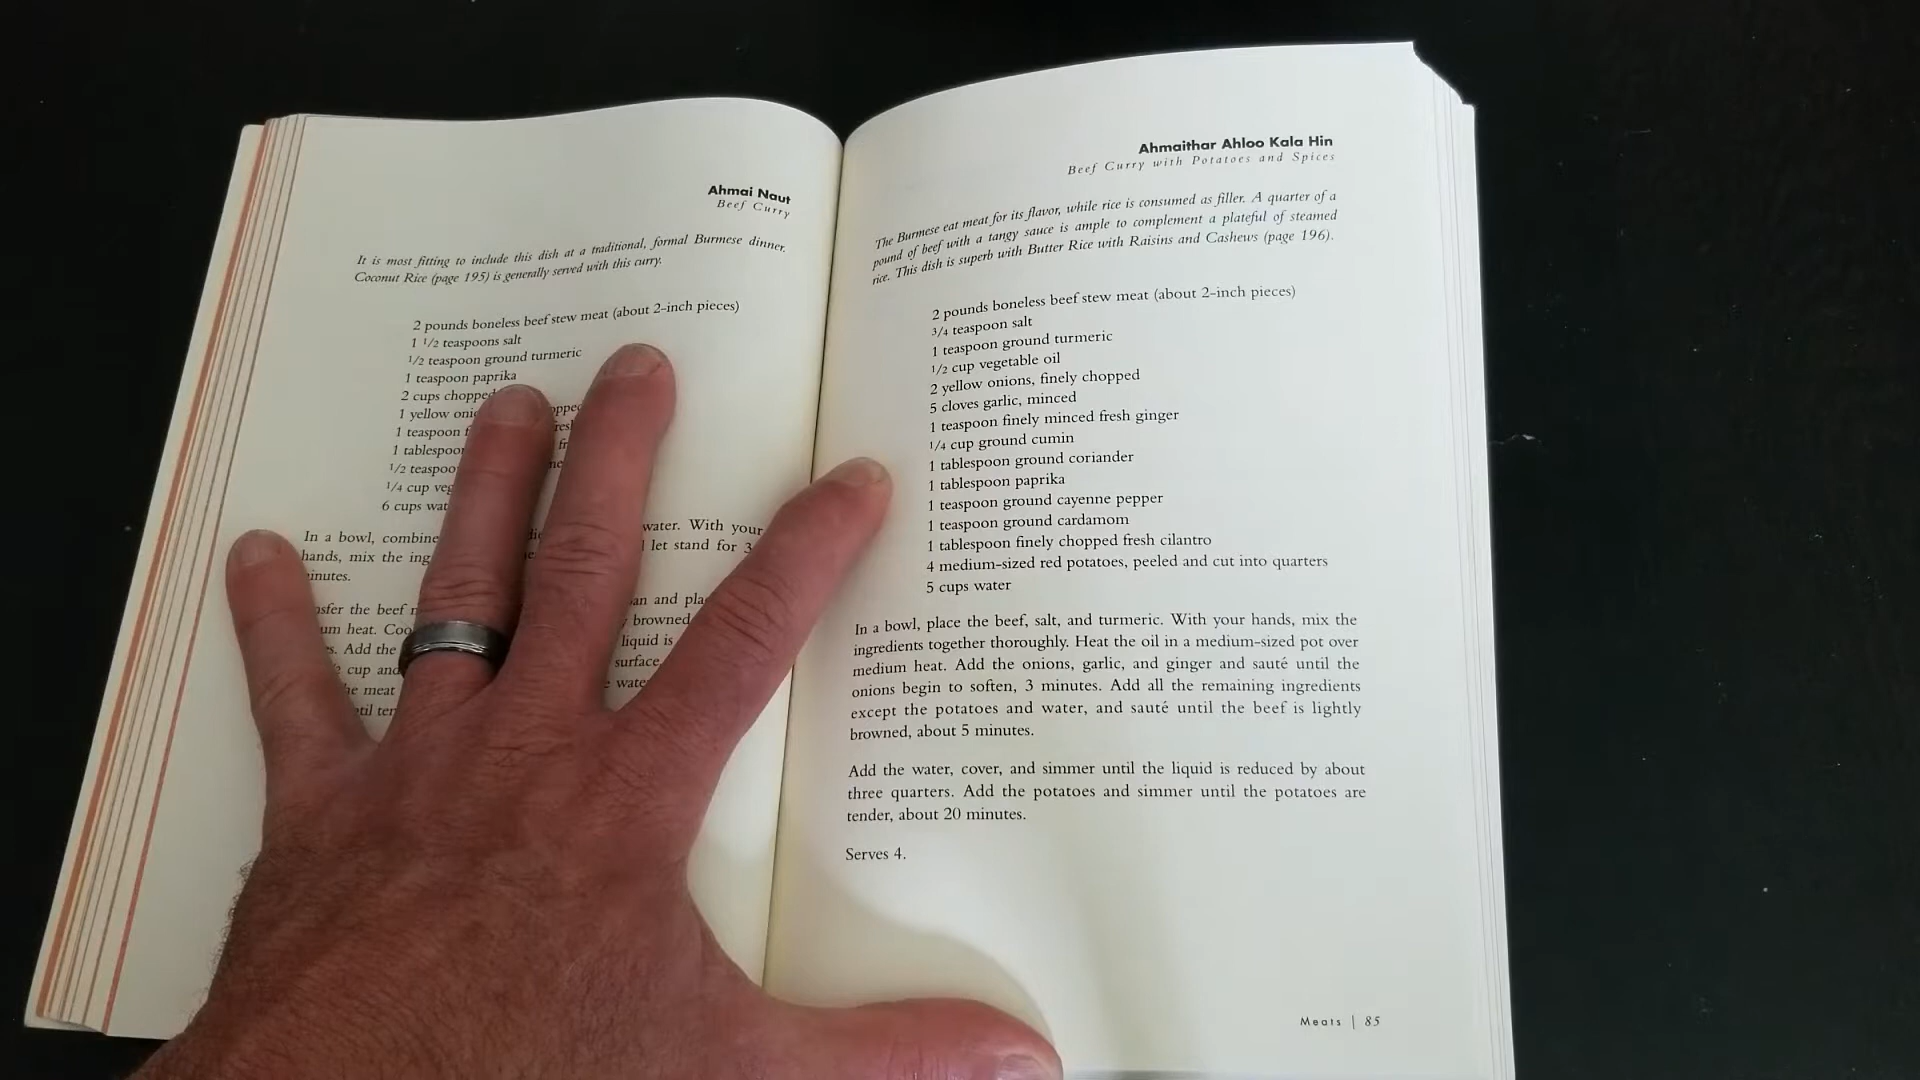 Ahmai Naut
Beef Curry
It is most fitting to include this dish at a traditional, formal Burmese dinner.
Coconut Rice (page 195) is generally served with this curry.
2 pounds boneless beef stew meat (about 2-inch pieces)
1 1/2 teaspoons salt
1/2 teaspoon ground turmeric
1 teaspoon paprika
2 cups
1 yellow
1 teaspoon
1
1/2
1/4 cup
6 cups
In a bowl, combine water. With your
hands, mix the let stand for
the beef and
heat.
Add the liquid is
cup and surface.
meat
Ahmaithar Ahloo Kala Hin
Beef Curry with Potatoes and Spices
The Burmese eat meat for its flavor, while rice is consumed as filler. A quarter of a
pound of beef with a tangy sauce is ample to complement a plateful of steamed
rice. This dish is superb with Butter Rice with Raisins and Cashews (page 196).
2 pounds boneless beef stew meat (about 2-inch pieces)
3/4 teaspoon salt
1 teaspoon ground turmeric
1/2 cup vegetable oil
2 yellow onions, finely chopped
5 cloves garlic, minced
1 teaspoon finely minced fresh ginger
1/4 cup ground cumin
1 tablespoon ground coriander
1 tablespoon paprika
1 teaspoon ground cayenne pepper
1 teaspoon ground cardamom
1 tablespoon finely chopped fresh cilantro
4 medium-sized red potatoes, peeled and cut into quarters
5 cups water
In a bowl, place the beef, salt, and turmeric. With your hands, mix the
ingredients together thoroughly. Heat the oil in a medium-sized pot over
medium heat. Add the onions, garlic, and ginger and sauté until the
onions begin to soften, 3 minutes. Add all the remaining ingredients
except the potatoes and water, and sauté until the beef is lightly
browned, about 5 minutes.
Add the water, cover, and simmer until the liquid is reduced by about
three quarters. Add the potatoes and simmer until the potatoes are
tender, about 20 minutes.
Serves 4.
Meats | 85